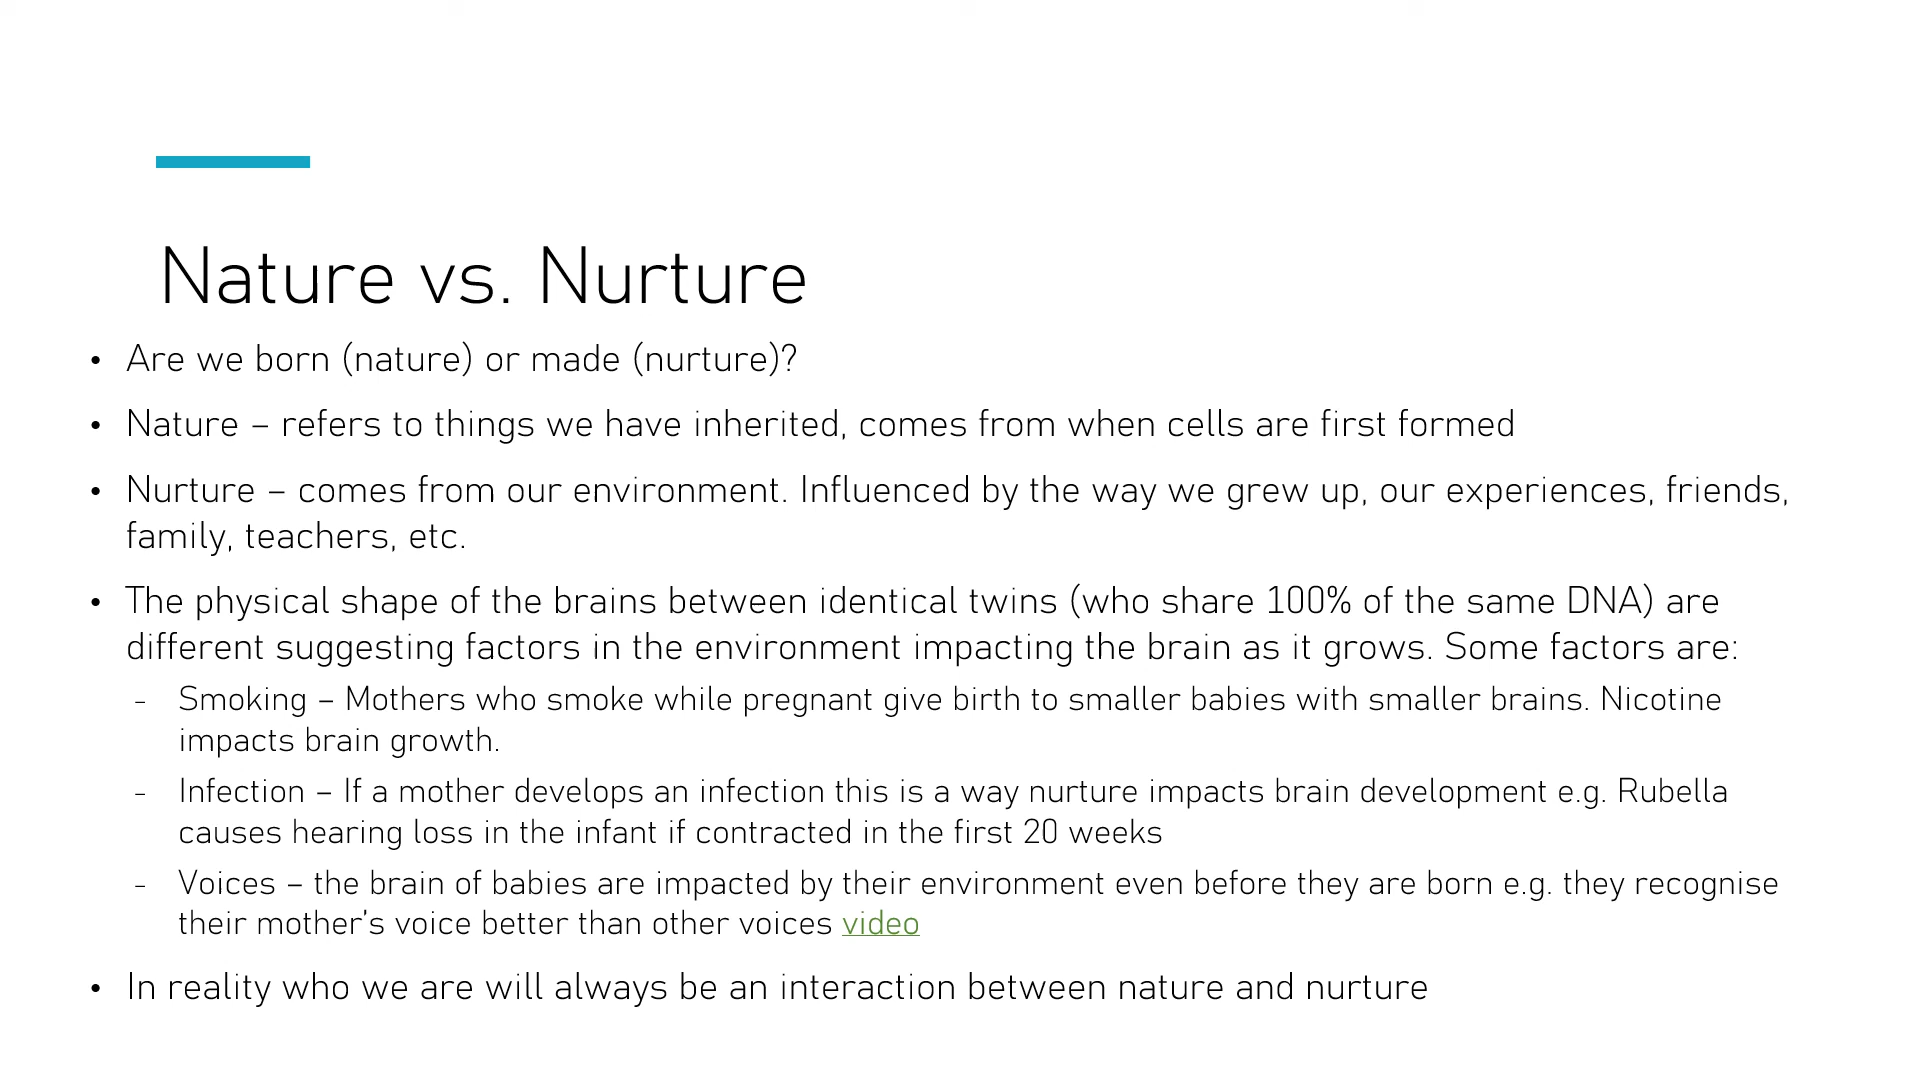 Nature vs. Nurture
• Are we born (nature) or made (nurture)?
• Nature – refers to things we have inherited, comes from when cells are first formed
• Nurture – comes from our environment. Influenced by the way we grew up, our experiences, friends,
family, teachers, etc.
• The physical shape of the brains between identical twins (who share 100% of the same DNA) are
different suggesting factors in the environment impacting the brain as it grows. Some factors are:
- Smoking – Mothers who smoke while pregnant give birth to smaller babies with smaller brains. Nicotine
impacts brain growth.
- Infection – If a mother develops an infection this is a way nurture impacts brain development e.g. Rubella
causes hearing loss in the infant if contracted in the first 20 weeks
- Voices – the brain of babies are impacted by their environment even before they are born e.g. they recognise
their mother's voice better than other voices video
• In reality who we are will always be an interaction between nature and nurture